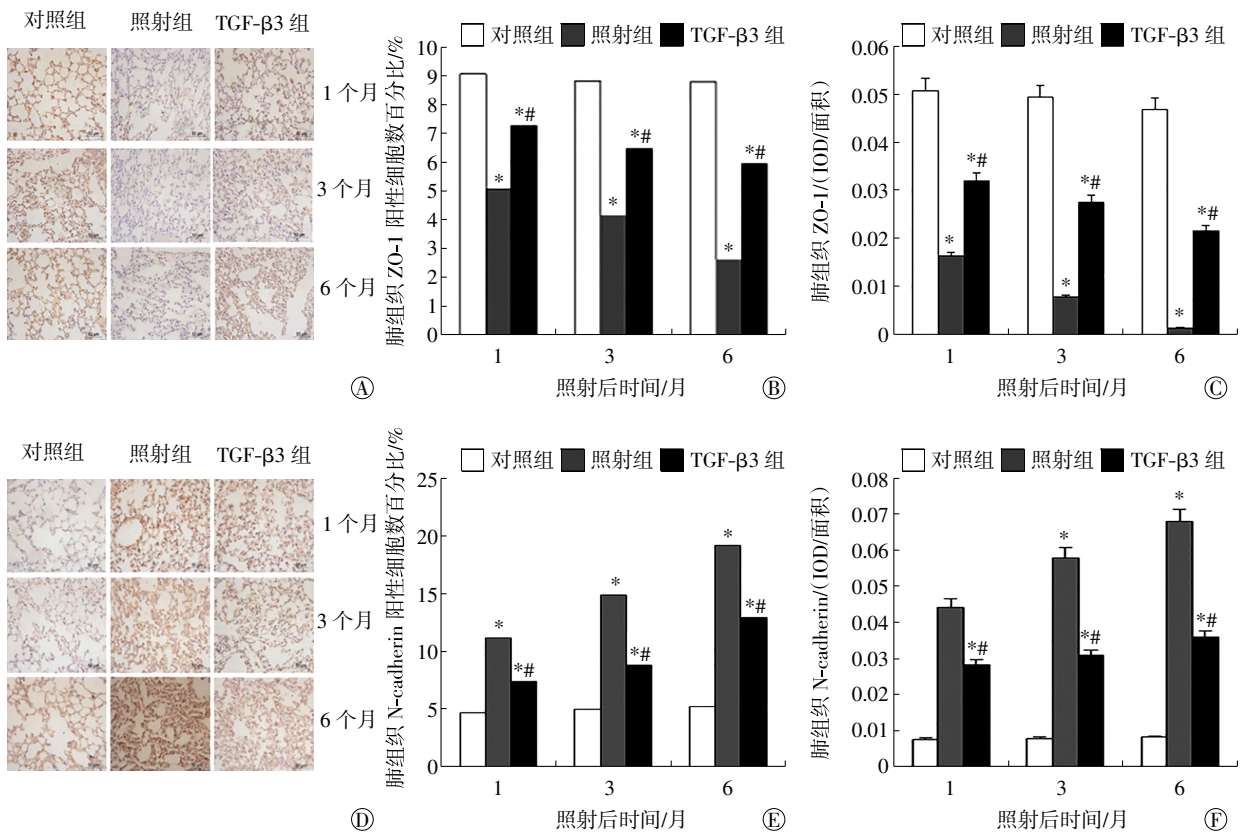 对照组 照射组 TGF-β3 组
1 个月
3 个月
6 个月
Ⓐ
对照组 照射组 TGF-β3 组
肺组织 ZO-1 阳性细胞数百分比/%
10
9
8
7
6
5
4
3
2
1
0
* *#
* *#
* *#
1 3 6
照射后时间/月
Ⓑ
对照组 照射组 TGF-β3 组
肺组织 ZO-1/(IOD/面积)
0.06
0.05
0.04
0.03
0.02
0.01
0
* *#
* *#
* *#
1 3 6
照射后时间/月
Ⓒ
对照组 照射组 TGF-β3 组
1 个月
3 个月
6 个月
Ⓓ
对照组 照射组 TGF-β3 组
肺组织 N-cadherin 阳性细胞数百分比/%
25
20
15
10
5
0
* *#
* *#
* *#
1 3 6
照射后时间/月
Ⓔ
对照组 照射组 TGF-β3 组
肺组织 N-cadherin/(IOD/面积)
0.08
0.07
0.06
0.05
0.04
0.03
0.02
0.01
0
*#
* *#
* *#
1 3 6
照射后时间/月
Ⓕ